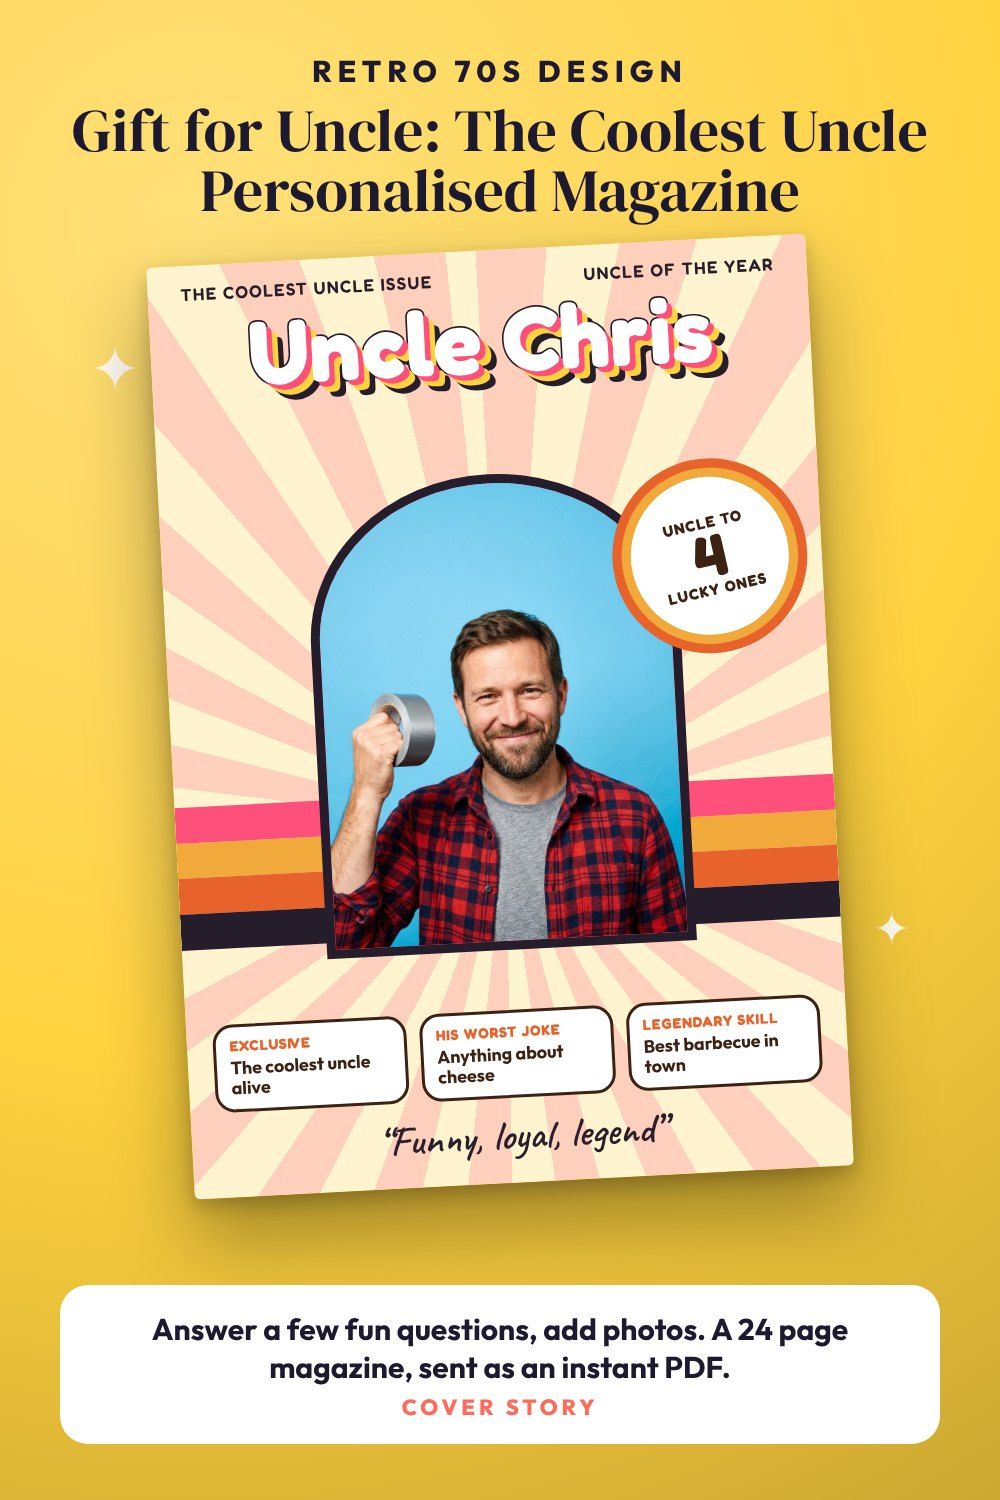 RETRO 70S DESIGN
Gift for Uncle: The Coolest Uncle
Personalised Magazine
THE COOLEST UNCLE ISSUE
UNCLE OF THE YEAR
Uncle Chris
UNCLE TO
4
LUCKY ONES
EXCLUSIVE
The coolest uncle
alive
HIS WORST JOKE
Anything about
cheese
LEGENDARY SKILL
Best barbecue in
town
“Funny, loyal, legend”
Answer a few fun questions, add photos. A 24 page
magazine, sent as an instant PDF.
COVER STORY